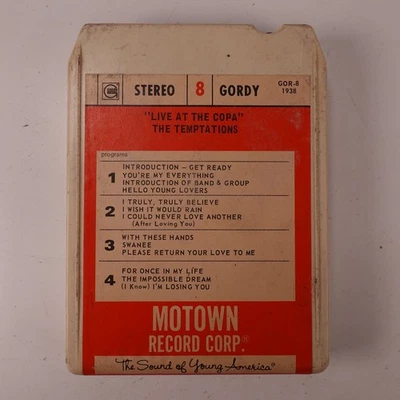 STEREO 8 GORDY GOR-8 1938
"LIVE AT THE COPA"
THE TEMPTATIONS
programs
1
INTRODUCTION — GET READY
YOU'RE MY EVERYTHING
INTRODUCTION OF BAND & GROUP
HELLO YOUNG LOVERS
2
I TRULY, TRULY BELIEVE
I WISH IT WOULD RAIN
I COULD NEVER LOVE ANOTHER
(After Loving You)
3
WITH THESE HANDS
SWANEE
PLEASE RETURN YOUR LOVE TO ME
4
FOR ONCE IN MY LIFE
THE IMPOSSIBLE DREAM
(I Know) I'M LOSING YOU
MOTOWN
RECORD CORP.®
The Sound of Young America®